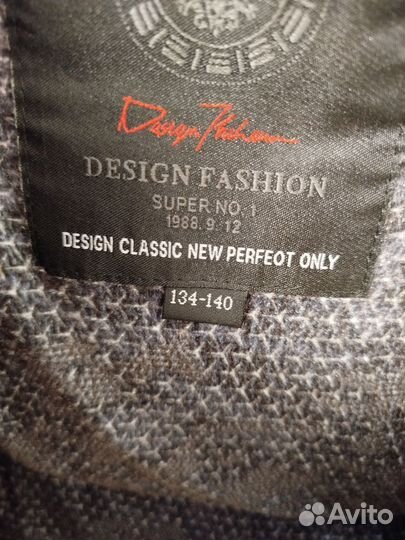 DESIGN FASHION
SUPER NO. 1
1988. 9. 12
DESIGN CLASSIC NEW PERFEOT ONLY
134-140
Avito